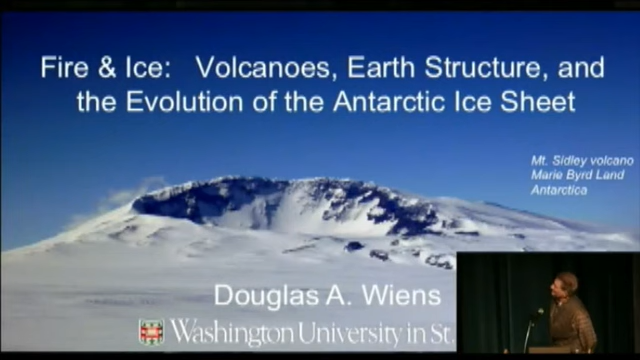 Fire & Ice: Volcanoes, Earth Structure, and
the Evolution of the Antarctic Ice Sheet
Mt. Sidley volcano
Marie Byrd Land
Antarctica
Douglas A. Wiens
Washington University in St.